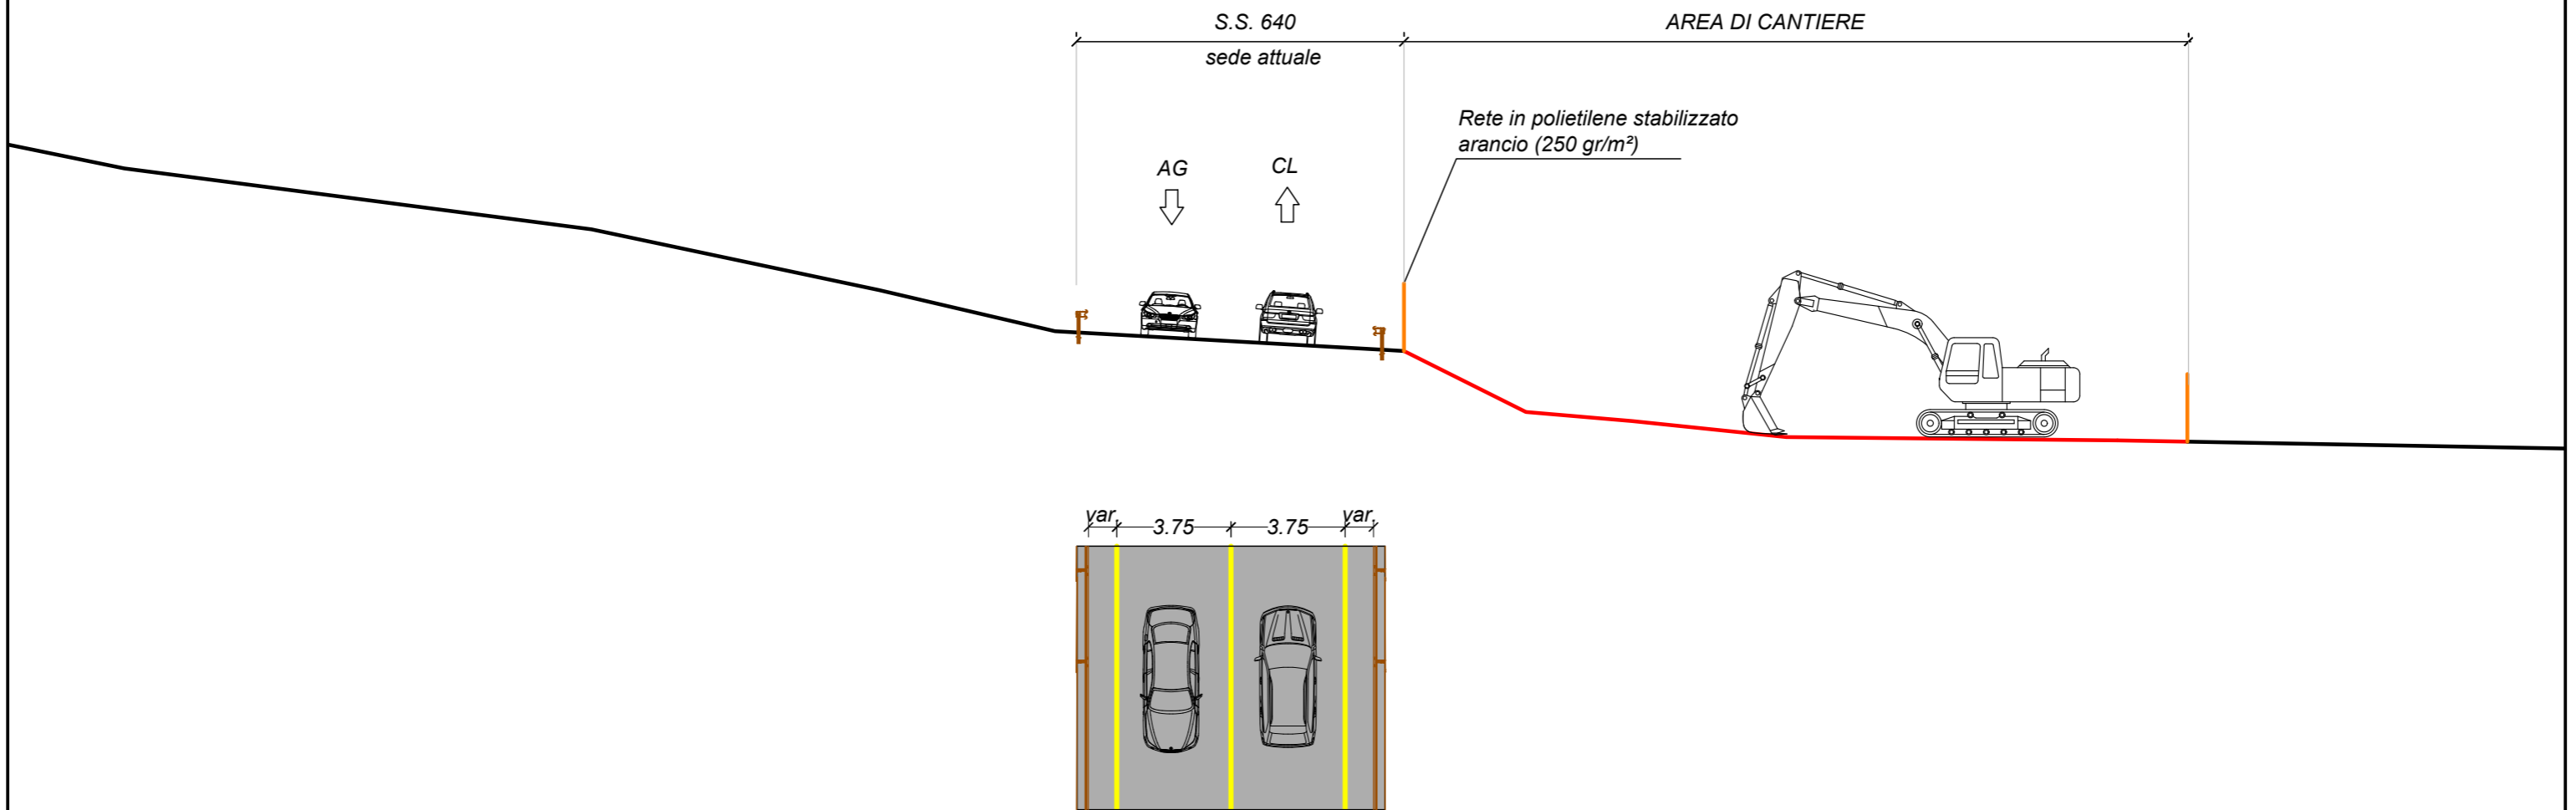 S.S. 640
AREA DI CANTIERE
sede attuale
Rete in polietilene stabilizzato
arancio (250 gr/m²)
AG
CL
var.
3.75
3.75
var.